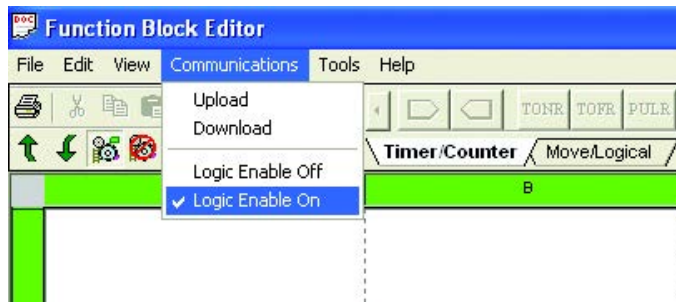 DOC Function Block Editor
File Edit View Communications Tools Help
Upload
Download
Logic Enable Off
✓ Logic Enable On
TONR TOFR PULR
Timer/Counter Move/Logical
B